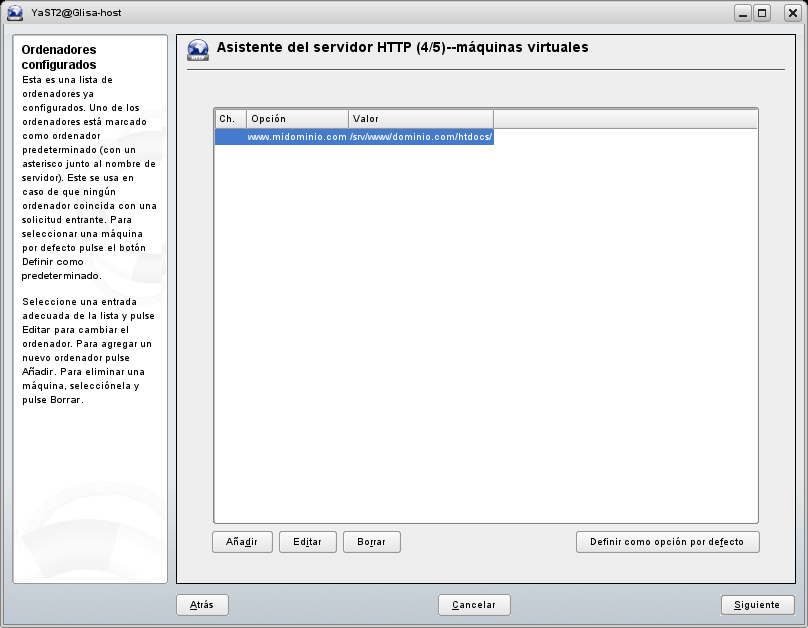 YaST2@Glisa-host
Ordenadores
configurados
Esta es una lista de
ordenadores ya
configurados. Uno de los
ordenadores está marcado
como ordenador
predeterminado (con un
asterisco junto al nombre de
servidor). Este se usa en
caso de que ningún
ordenador coincida con una
solicitud entrante. Para
seleccionar una máquina
por defecto pulse el botón
Definir como
predeterminado.
Seleccione una entrada
adecuada de la lista y pulse
Editar para cambiar el
ordenador. Para agregar un
nuevo ordenador pulse
Añadir. Para eliminar una
máquina, selecciónela y
pulse Borrar.
HTTP
Asistente del servidor HTTP (4/5)--máquinas virtuales
Ch. Opción Valor
www.midominio.com /srv/www/dominio.com/htdocs/
Añadir Editar Borrar Definir como opción por defecto
Atrás Cancelar Siguiente